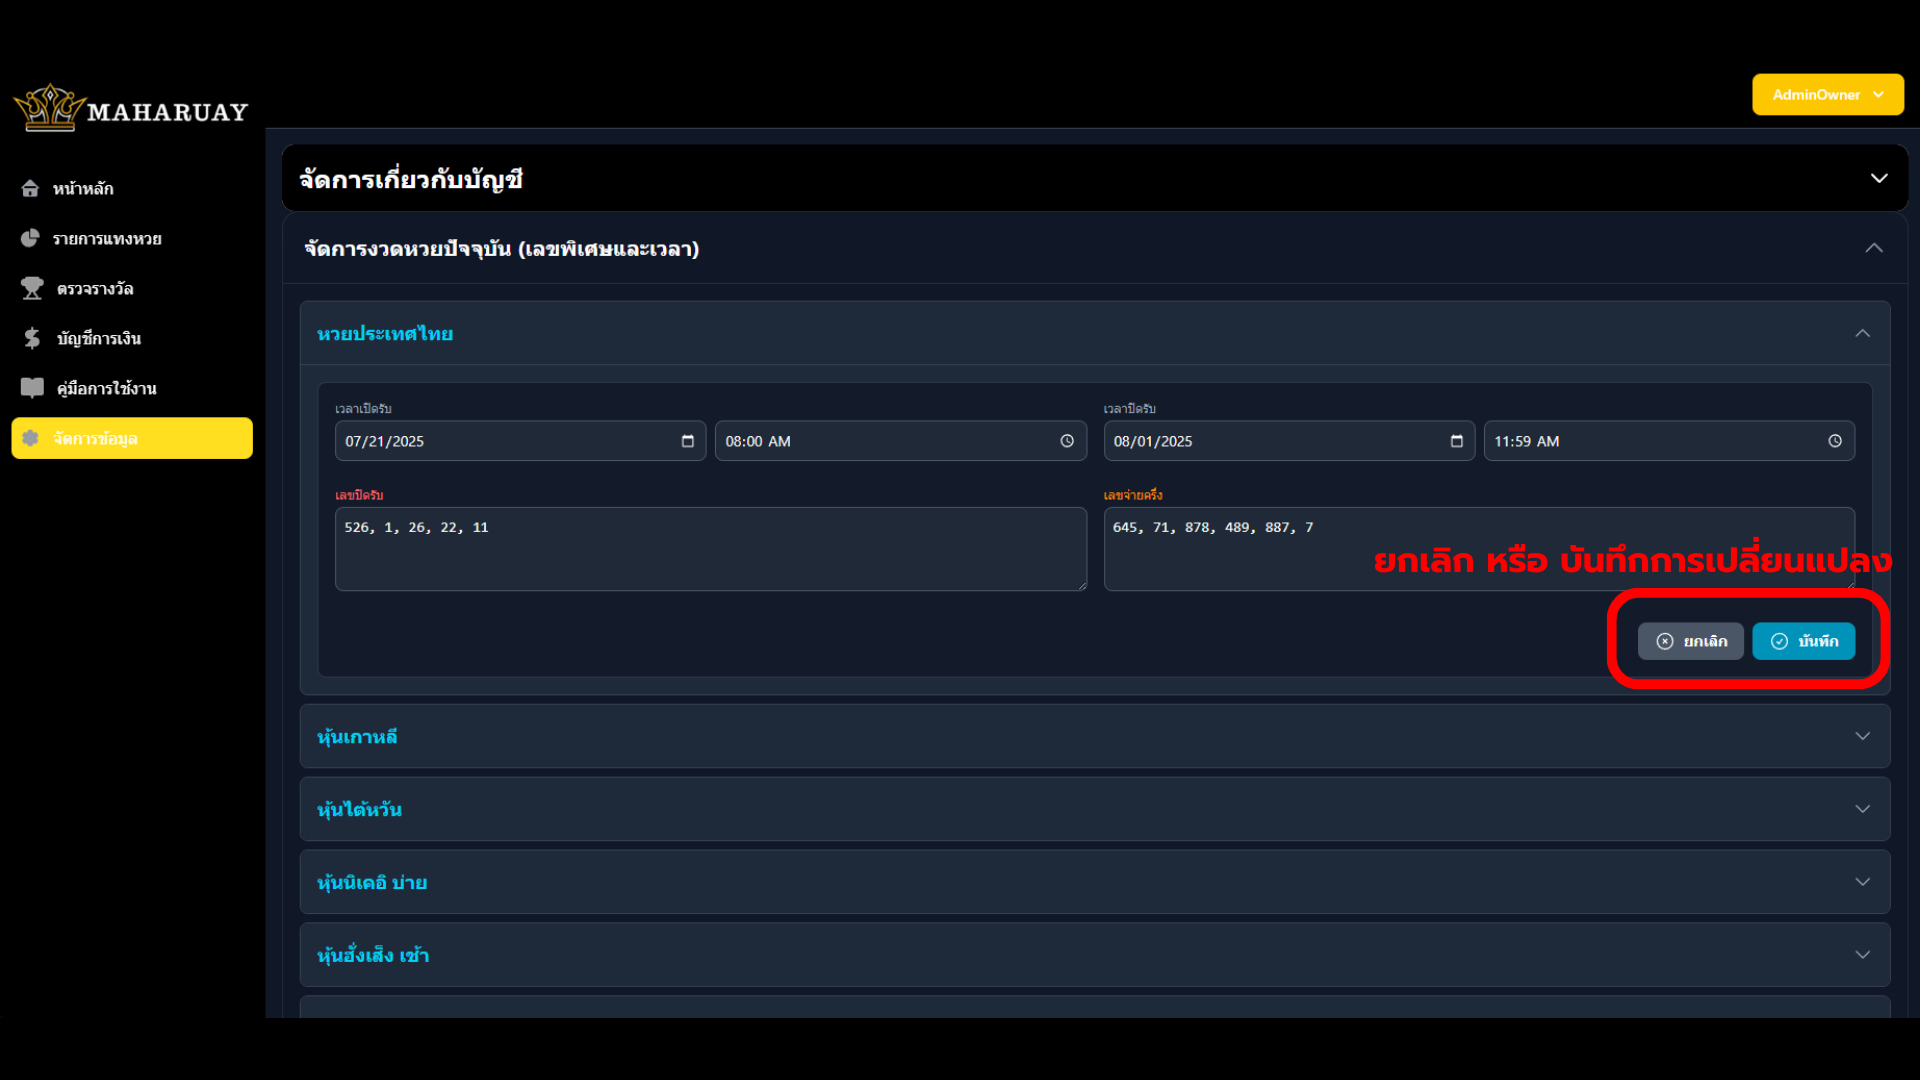 MAHARUAY
AdminOwner
หน้าหลัก
รายการแทงหวย
ตรวจรางวัล
บัญชีการเงิน
คู่มือการใช้งาน
จัดการข้อมูล
จัดการเกี่ยวกับบัญชี
จัดการงวดหวยปัจจุบัน (เลขพิเศษและเวลา)
หวยประเทศไทย
เวลาเปิดรับ
เวลาปิดรับ
07/21/2025 08:00 AM
08/01/2025 11:59 AM
เลขปิดรับ
เลขจ่ายครึ่ง
526, 1, 26, 22, 11
645, 71, 878, 489, 887, 7
ยกเลิก หรือ บันทึกการเปลี่ยนแปลง
ยกเลิก
บันทึก
หุ้นเกาหลี
หุ้นไต้หวัน
หุ้นนิเคอิ บ่าย
หุ้นฮั่งเส็ง เช้า